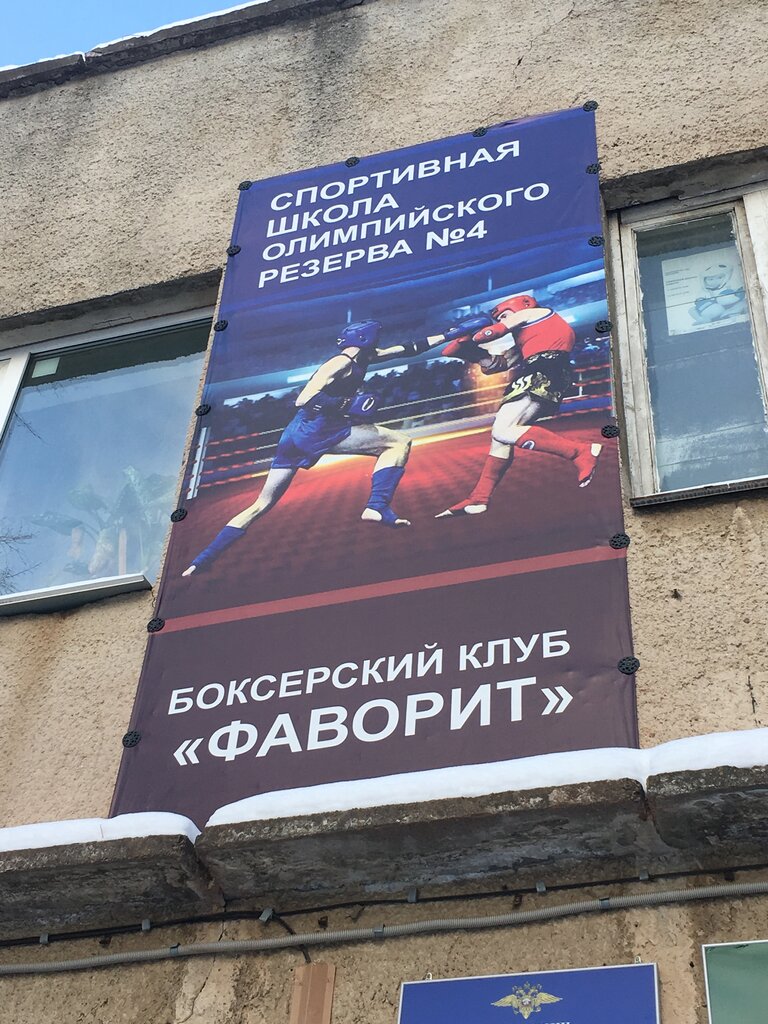 СПОРТИВНАЯ
ШКОЛА
ОЛИМПИЙСКОГО
РЕЗЕРВА №4
БОКСЕРСКИЙ КЛУБ
«ФАВОРИТ»